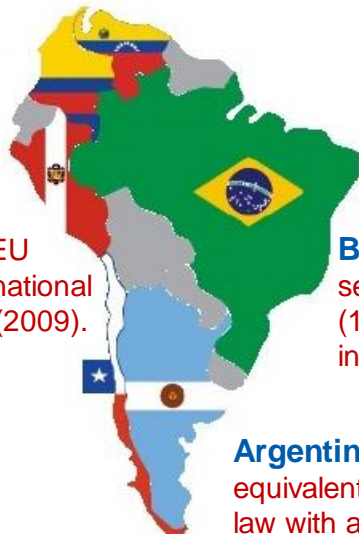 EU
national
(2009).
B
se
(1
in
Argentin
equivalent
law with a